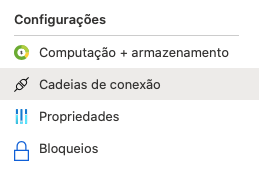 Configurações
Computação + armazenamento
Cadeias de conexão
Propriedades
Bloqueios